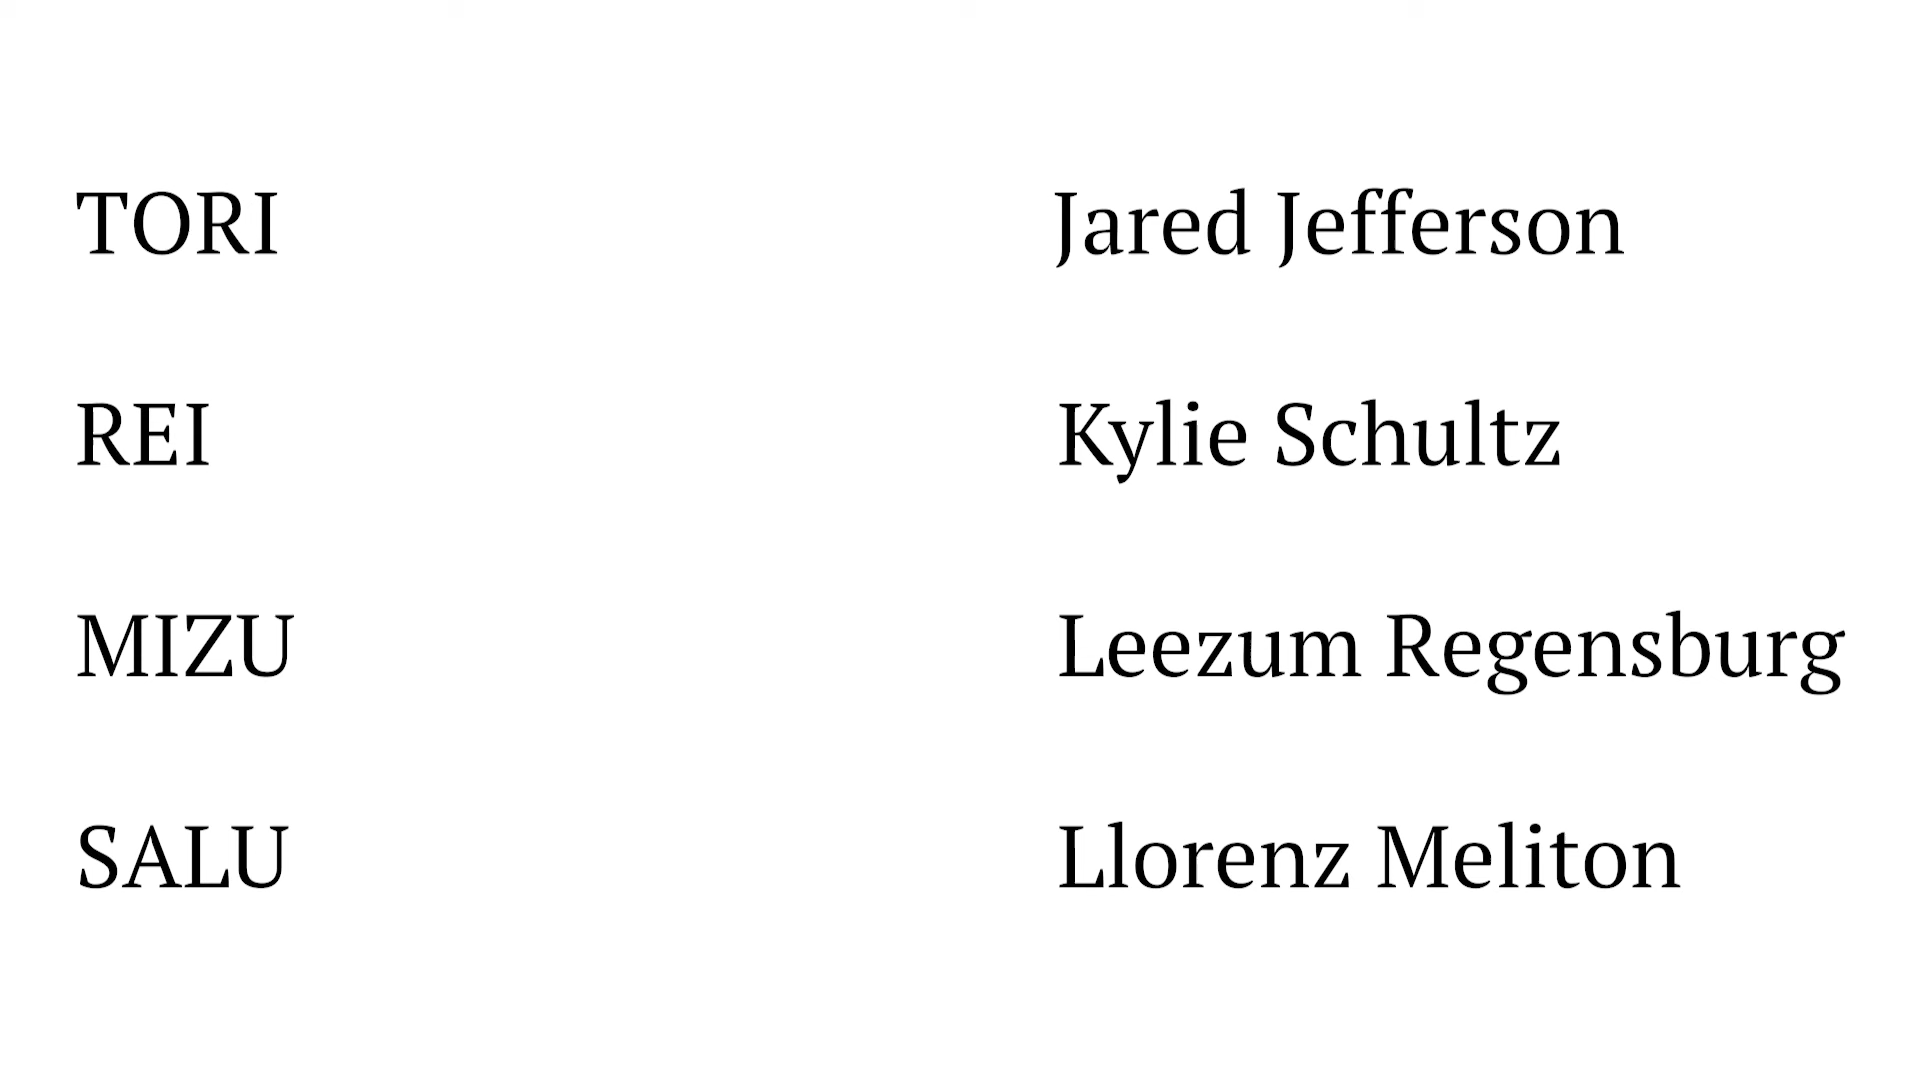 TORI Jared Jefferson
REI Kylie Schultz
MIZU Leezum Regensburg
SALU Llorenz Meliton